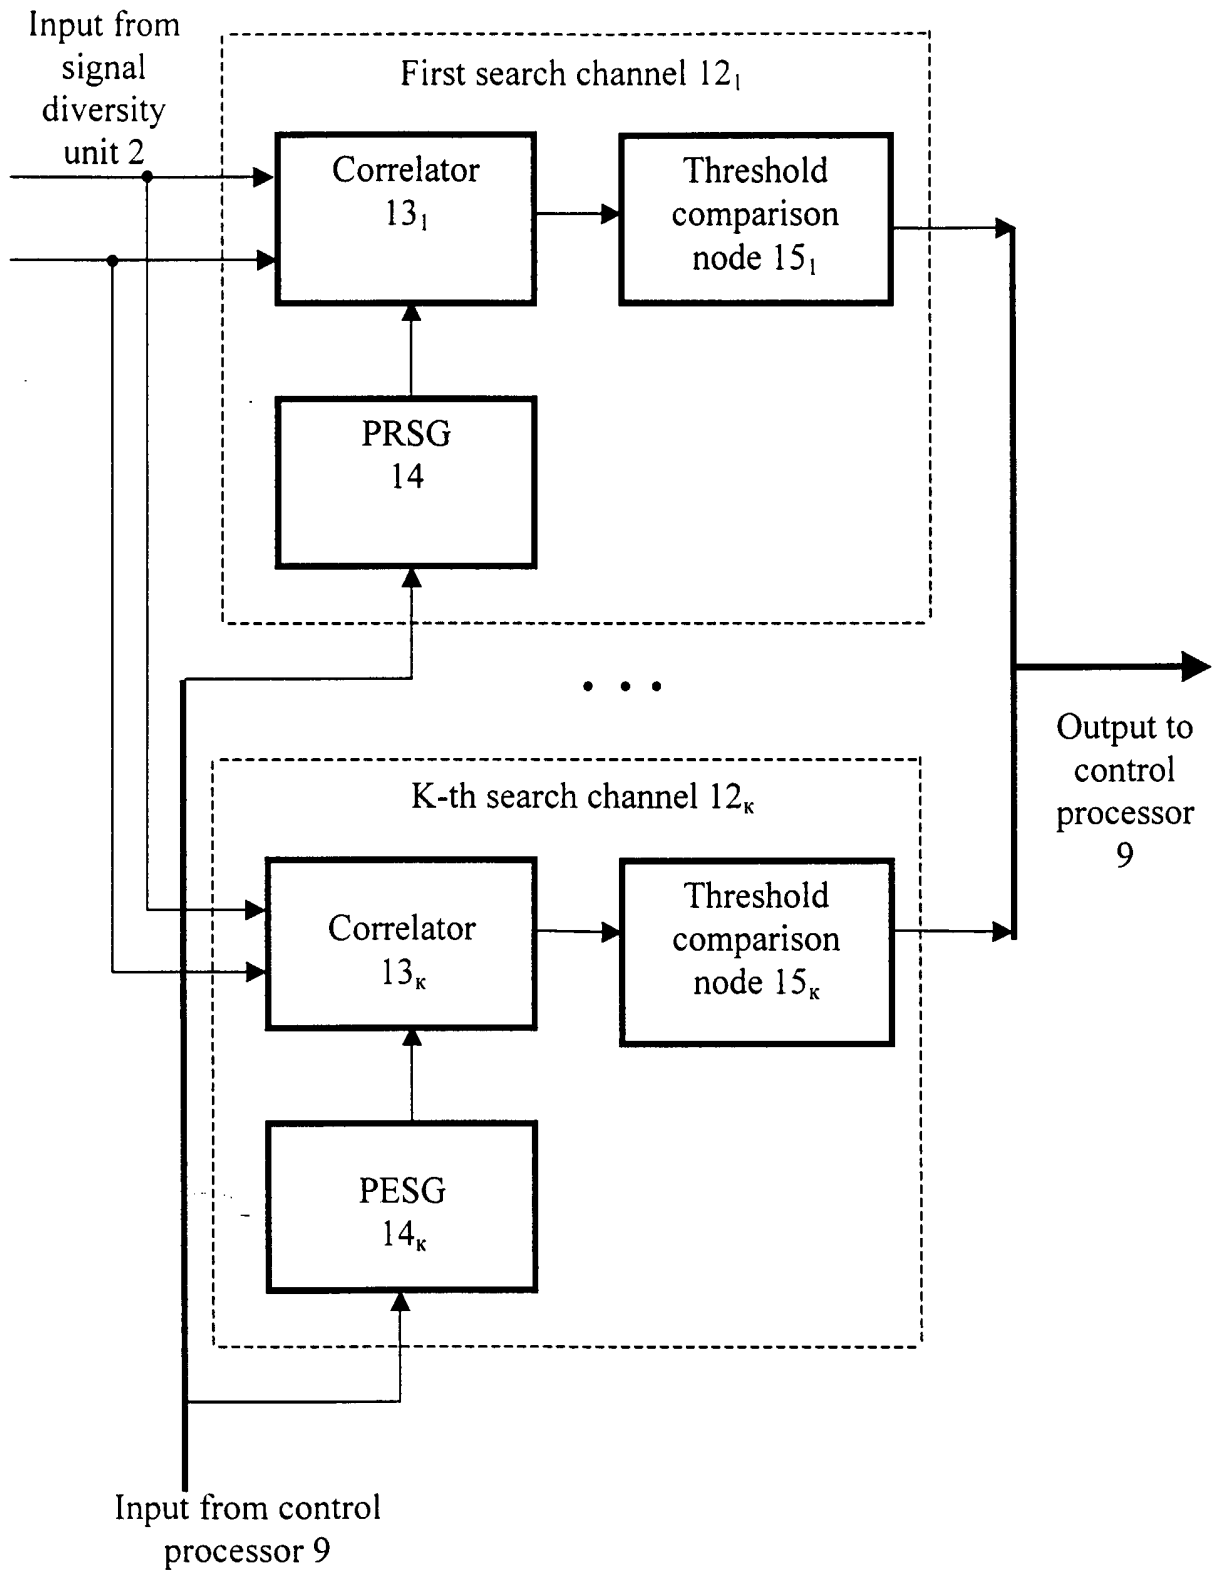 Input from
signal
diversity
unit 2
First search channel 12₁
Correlator
13₁
Threshold
comparison
node 15₁
PRSG
14
. . .
Output to
control
processor
9
K-th search channel 12ₖ
Correlator
13ₖ
Threshold
comparison
node 15ₖ
PESG
14ₖ
Input from control
processor 9